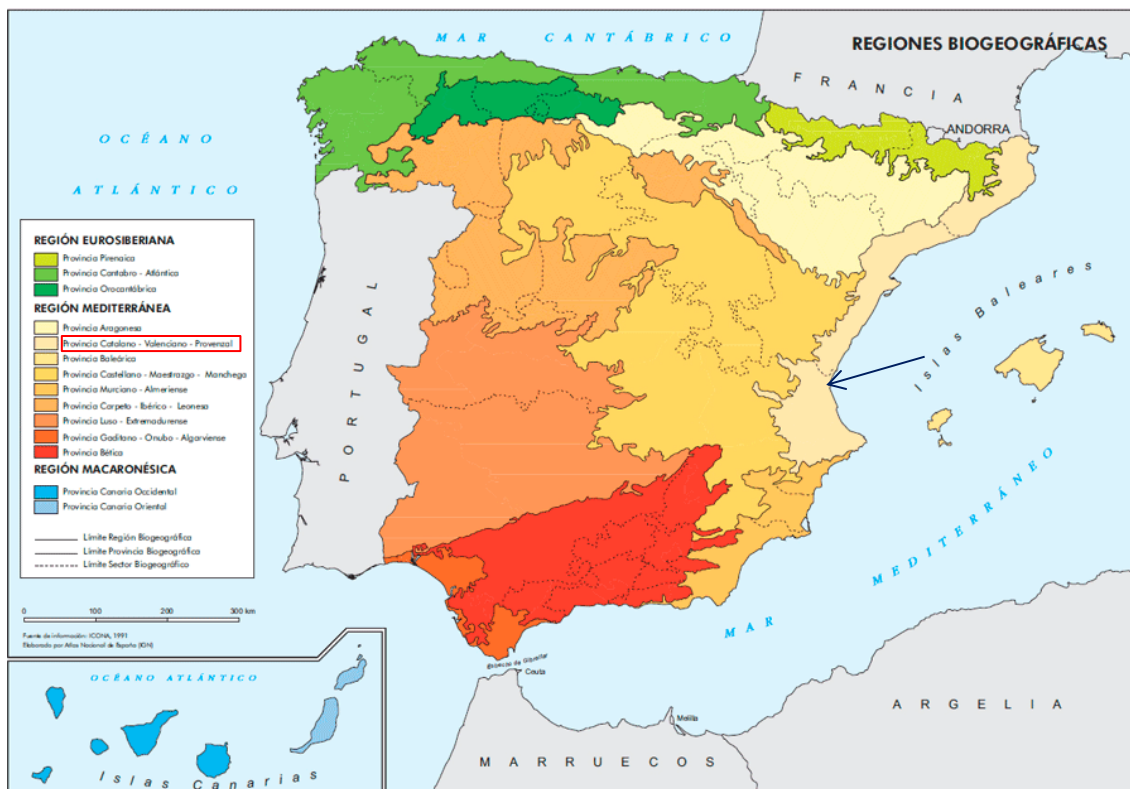 MAR CANTÁBRICO
REGIONES BIOGEOGRÁFICAS
FRANCIA
ANDORRA
OCÉANO
ATLÁNTICO
PORTUGAL
Islas Baleares
MAR MEDITERRÁNEO
REGIÓN EUROSIBERIANA
Provincia Pirenaica
Provincia Cantabro - Atlántica
Provincia Orocantábrica
REGIÓN MEDITERRÁNEA
Provincia Aragonesa
Provincia Catalano - Valenciano - Provenzal
Provincia Baleárica
Provincia Castellano - Maestrazgo - Manchega
Provincia Murciano - Almeriense
Provincia Carpeto - Ibérico - Leonesa
Provincia Luso - Extremadurense
Provincia Gaditano - Onubo - Algarviense
Provincia Bética
REGIÓN MACARONÉSICA
Provincia Canaria Occidental
Provincia Canaria Oriental
Límite Región Biogeográfica
Límite Provincia Biogeográfica
Límite Sector Biogeográfico
0 100 200 300 km
Fuente de información: ICONA, 1991
Elaborado por Atlas Nacional de España (IGN)
Estrecho de Gibraltar
Ceuta
Melilla
MARRUECOS
ARGELIA
OCÉANO ATLÁNTICO
Islas Canarias